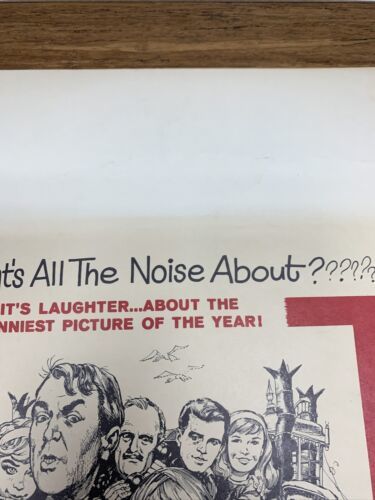 t's All The Noise About???????
IT'S LAUGHTER...ABOUT THE
NNIEST PICTURE OF THE YEAR!